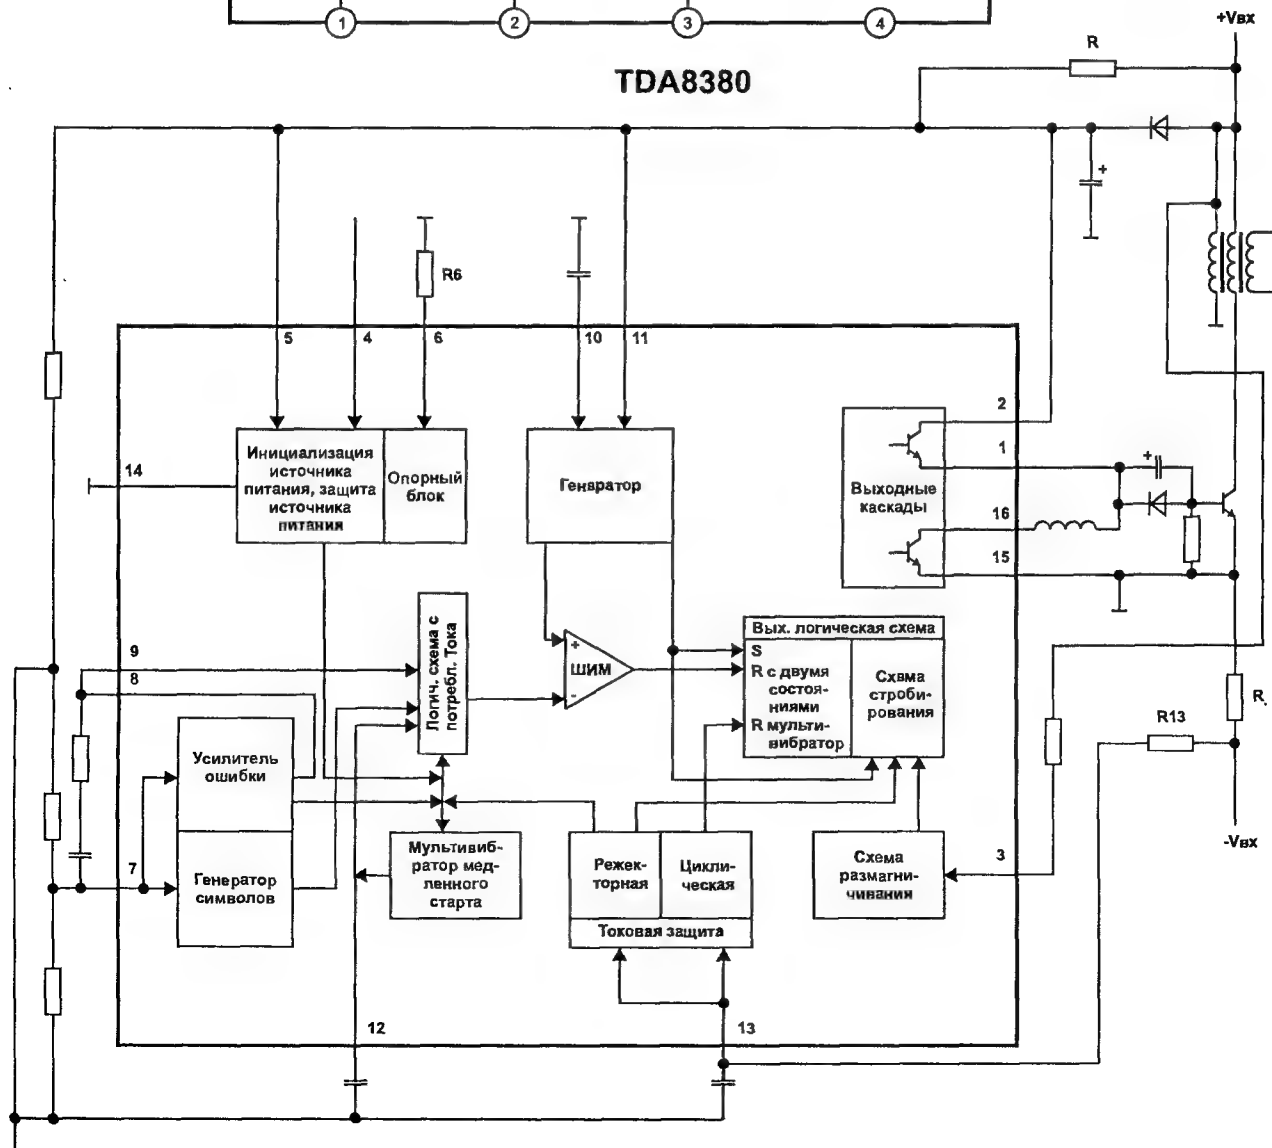 1 2 3 4
+Vвх
R
TDA8380
R6
5 4 6 10 11
2
1
16
15
14
Инициализация
источника
питания, защита
источника
питания
Опорный
блок
Генвратор
Выходные
каскады
9
8
Логич. схема с
потребл. Тока
+
ШИМ
-
Вых. логическая схема
S
R с двумя
состоя-
ниями
R мульти-
вибратор
Схвма
строби-
рования
R
R13
-Vвх
Усилитель
ошибки
7
Генератор
символов
Мультивиб-
ратор мед-
ленного
старта
Режек-
торная
Цикли-
ческая
Токовая защита
Схема
размагни-
чивания
3
12
13
+
+